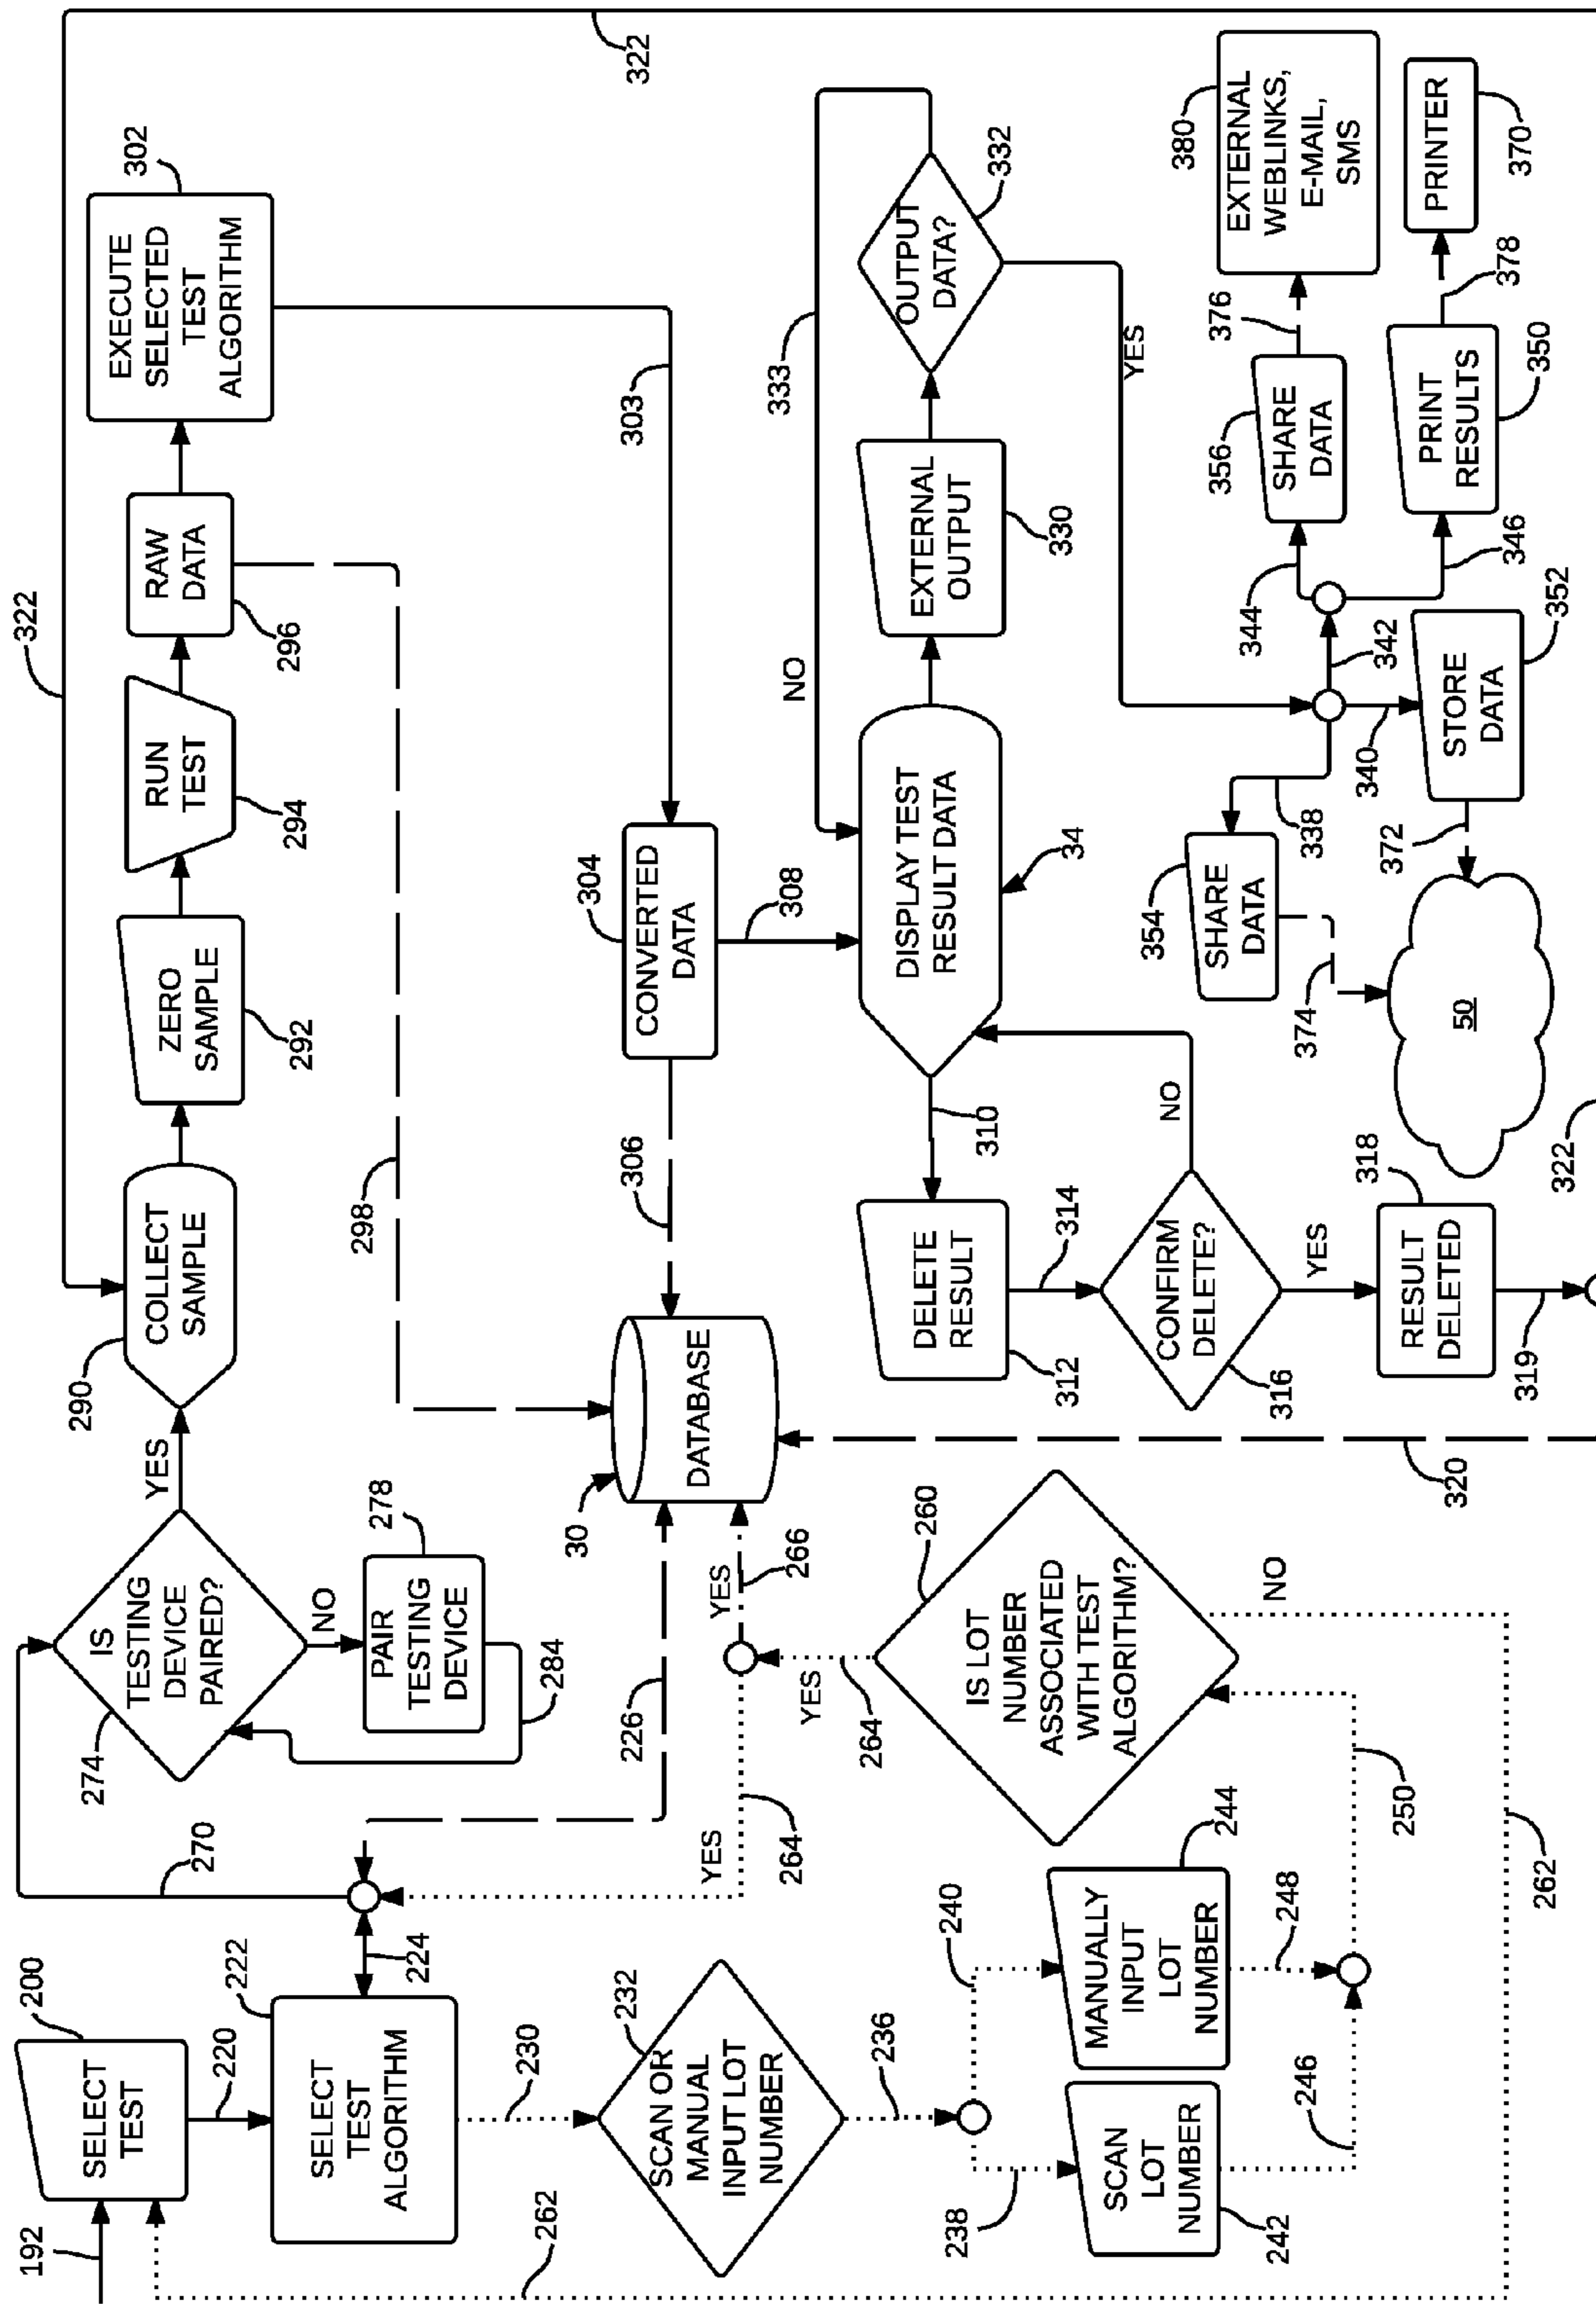 192
200
SELECT
TEST
220
222
SELECT
TEST
ALGORITHM
224
270
274
IS
TESTING
DEVICE
PAIRED?
YES
NO
278
PAIR
TESTING
DEVICE
284
290
COLLECT
SAMPLE
ZERO
SAMPLE
292
RUN
TEST
294
RAW
DATA
296
322
EXECUTE
SELECTED
TEST
ALGORITHM
302
322
298
303
262
230
232
SCAN OR
MANUAL
INPUT LOT
NUMBER
236
226
YES
264
YES
266
30
DATABASE
306
304
CONVERTED
DATA
308
238
240
SCAN
LOT
NUMBER
242
MANUALLY
INPUT
LOT
NUMBER
244
246
248
250
YES
264
260
IS LOT
NUMBER
ASSOCIATED
WITH TEST
ALGORITHM?
NO
262
DELETE
RESULT
312
310
314
CONFIRM
DELETE?
316
NO
YES
318
RESULT
DELETED
319
320
322
DISPLAY TEST
RESULT DATA
34
NO
333
EXTERNAL
OUTPUT
330
OUTPUT
DATA?
332
YES
354
SHARE
DATA
374
338
340
342
344
346
50
372
STORE
DATA
352
356
SHARE
DATA
376
380
EXTERNAL
WEBLINKS,
E-MAIL,
SMS
PRINT
RESULTS
350
378
PRINTER
370